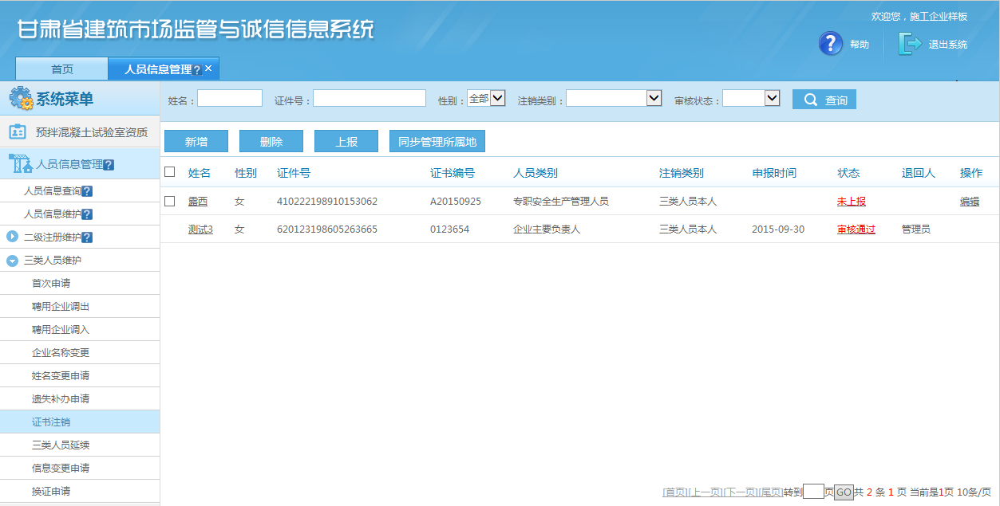 甘肃省建筑市场监管与诚信信息系统
欢迎您，施工企业样板
帮助
退出系统
首页
人员信息管理? ×
系统菜单
姓名：
证件号：
性别：
全部
注销类别：
审核状态：
查询
预拌混凝土试验室资质
人员信息管理?
人员信息查询?
人员信息维护?
二级注册维护?
三类人员维护
首次申请
聘用企业调出
聘用企业调入
企业名称变更
姓名变更申请
遗失补办申请
证书注销
三类人员延续
信息变更申请
换证申请
新增 删除 上报 同步管理所属地
姓名 性别 证件号 证书编号 人员类别 注销类别 申报时间 状态 退回人 操作
露西 女 410222198910153062 A20150925 专职安全生产管理人员 三类人员本人 未上报 编辑
测试3 女 620123198605263665 0123654 企业主要负责人 三类人员本人 2015-09-30 审核通过 管理员
[首页][上一页][下一页][尾页]转到 页 GO 共 2 条 1 页 当前是1页 10条/页